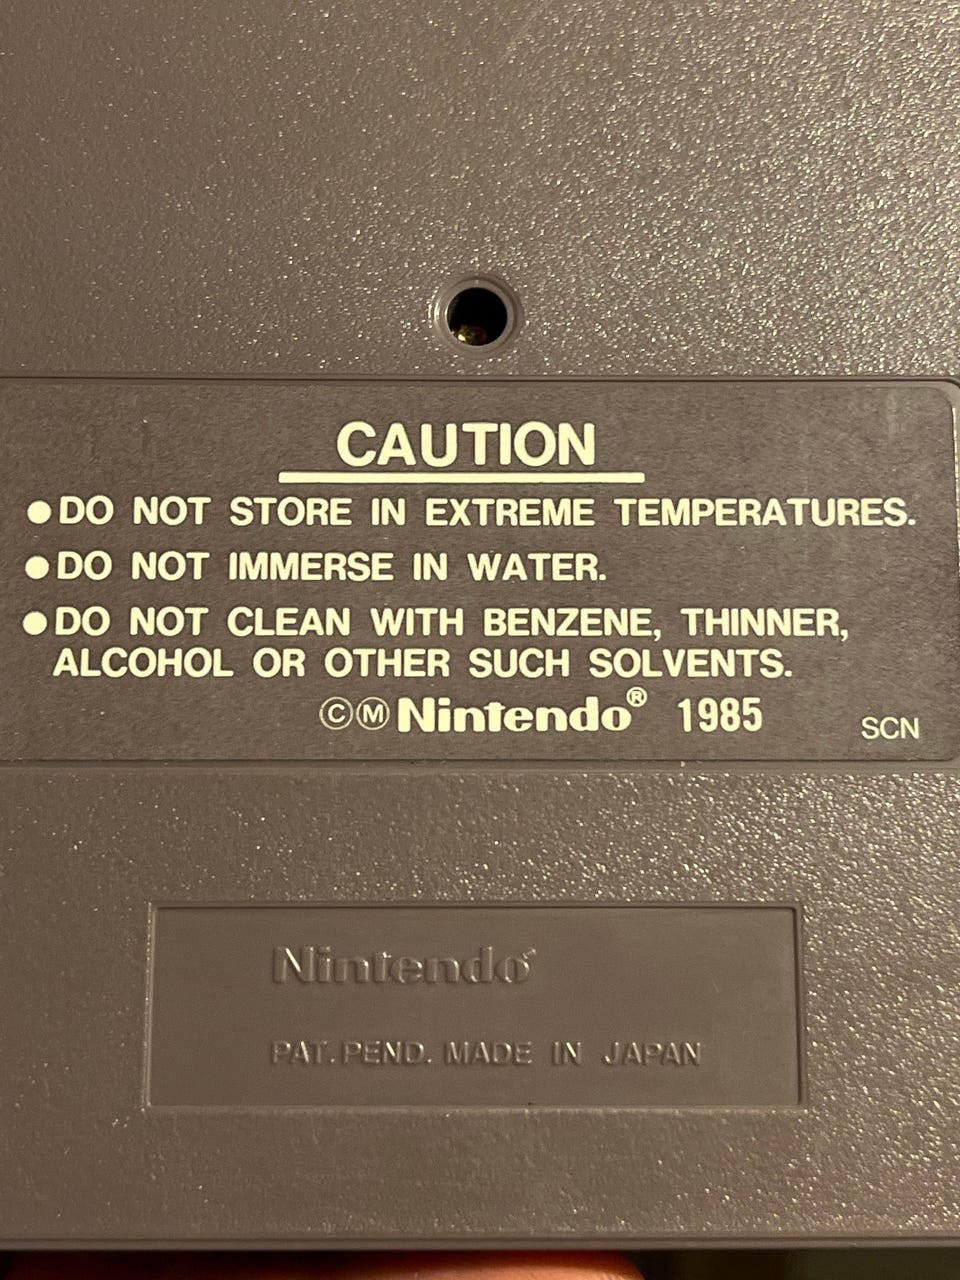 CAUTION
●DO NOT STORE IN EXTREME TEMPERATURES.
●DO NOT IMMERSE IN WATER.
●DO NOT CLEAN WITH BENZENE, THINNER,
ALCOHOL OR OTHER SUCH SOLVENTS.
ⒸⓂNintendo® 1985 SCN
Nintendo®
PAT. PEND. MADE IN JAPAN